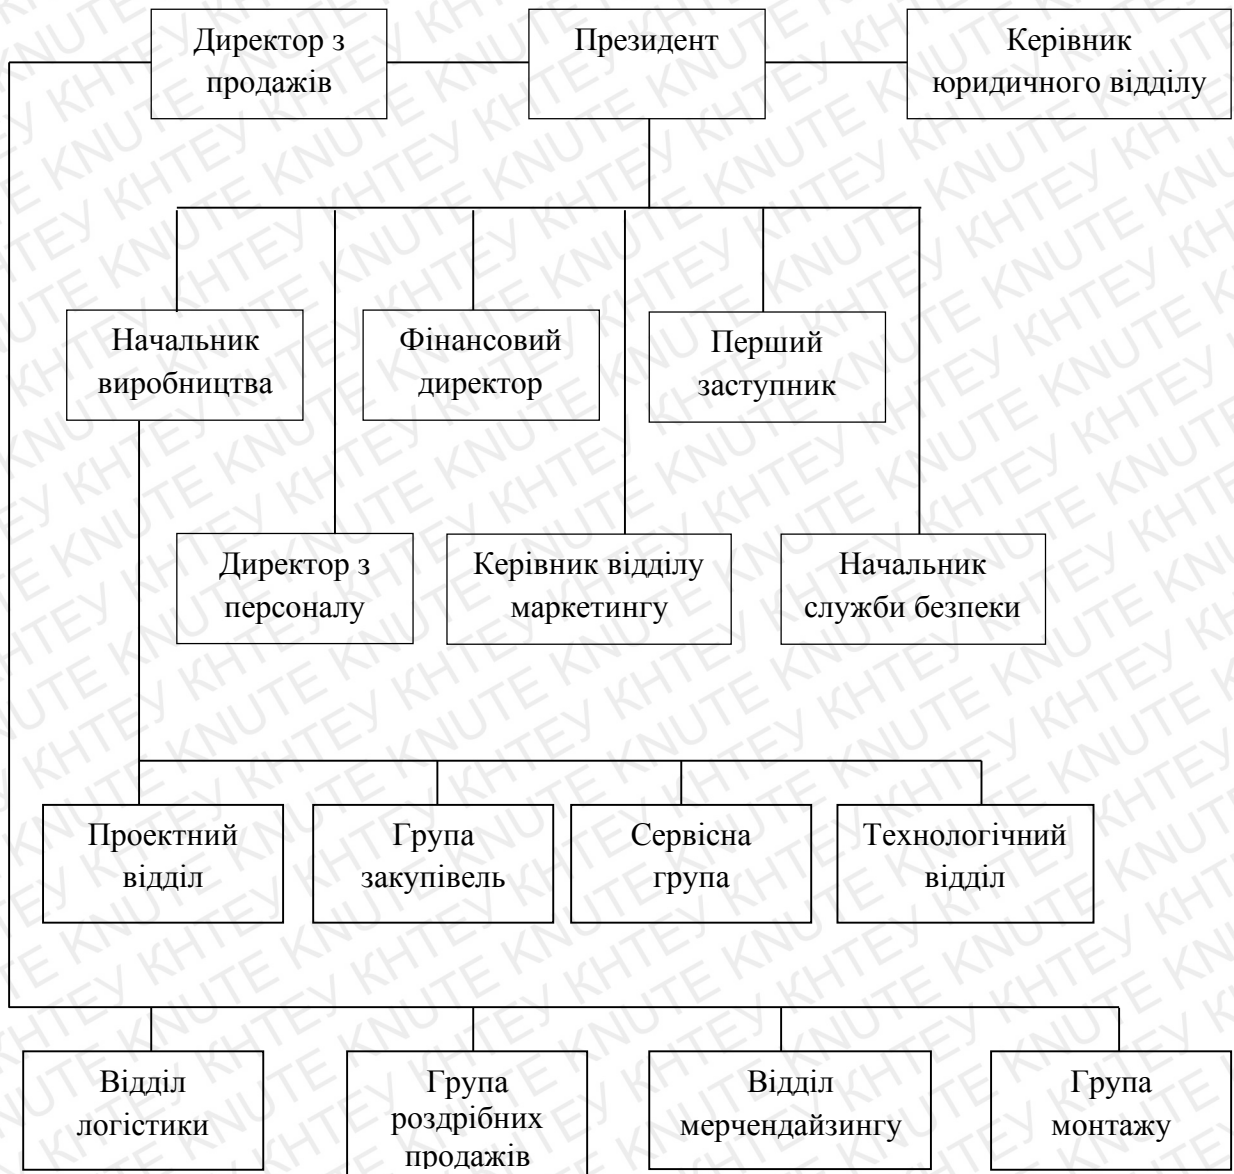 Директор з
продажів
Президент
Керівник
юридичного відділу
Начальник
виробництва
Фінансовий
директор
Перший
заступник
Директор з
персоналу
Керівник відділу
маркетингу
Начальник
служби безпеки
Проектний
відділ
Група
закупівель
Сервісна
група
Технологічний
відділ
Відділ
логістики
Група
роздрібних
продажів
Відділ
мерчендайзингу
Група
монтажу